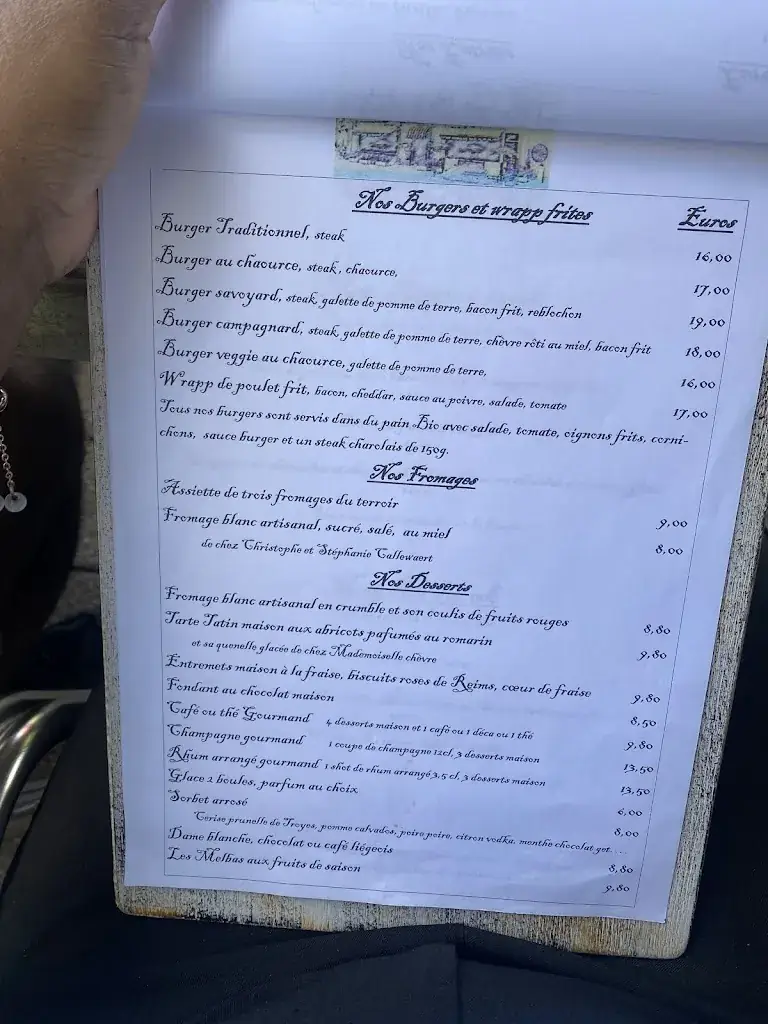 Nos Burgers et wrapp frites Euros
Burger Traditionnel, steak 16,00
Burger au chaource, steak, chaource, 17,00
Burger savoyard, steak, galette de pomme de terre, bacon frit, reblochon 19,00
Burger campagnard, steak, galette de pomme de terre, chèvre rôti au miel, bacon frit 18,00
Burger veggie au chaource, galette de pomme de terre, 16,00
Wrapp de poulet frit, bacon, cheddar, sauce au poivre, salade, tomate 17,00
Tous nos burgers sont servis dans du pain Bio avec salade, tomate, oignons frits, corni-
chons, sauce burger et un steak charolais de 150g.
Nos Fromages
Assiette de trois fromages du terroir 9,00
Fromage blanc artisanal, sucré, salé, au miel 8,00
de chez Christophe et Stéphanie Callewaert
Nos Desserts
Fromage blanc artisanal en crumble et son coulis de fruits rouges 8,80
Tarte Tatin maison aux abricots pafumés au romarin 9,80
et sa quenelle glacée de chez Mademoiselle chèvre
Entremets maison à la fraise, biscuits roses de Reims, cœur de fraise 9,80
Fondant au chocolat maison 8,50
Café ou thé Gourmand 4 desserts maison et 1 café ou 1 déca ou 1 thé 9,80
Champagne gourmand 1 coupe de champagne 12cl, 3 desserts maison 13,50
Rhum arrangé gourmand 1 shot de rhum arrangé 3,5 cl, 3 desserts maison 13,50
Glace 2 boules, parfum au choix 6,00
Sorbet arrosé 8,00
Cerise prunelle de Troyes, pomme calvados, poire poire, citron vodka, menthe chocolat get....
Dame blanche, chocolat ou café liégeois 8,80
Les Melbas aux fruits de saison 9,80